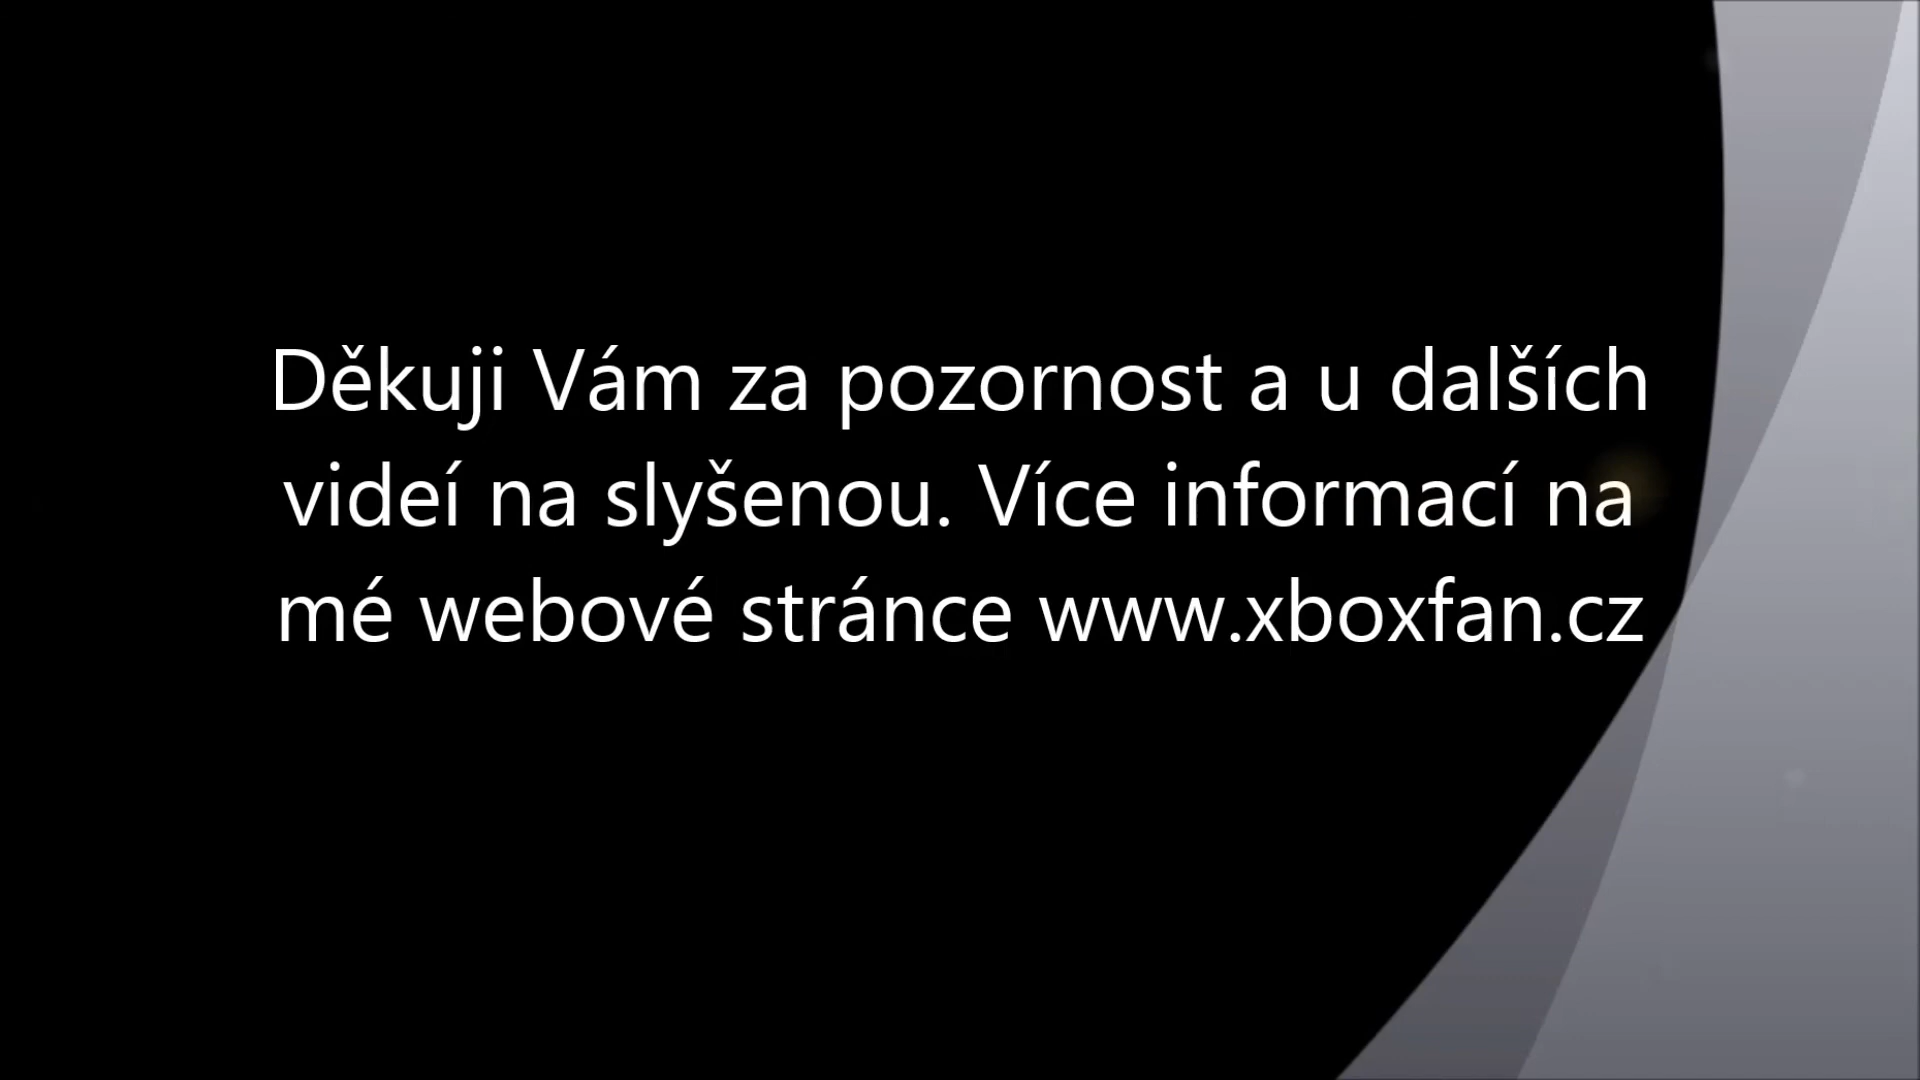 Děkuji Vám za pozornost a u dalších
videí na slyšenou. Více informací na
mé webové stránce www.xboxfan.cz